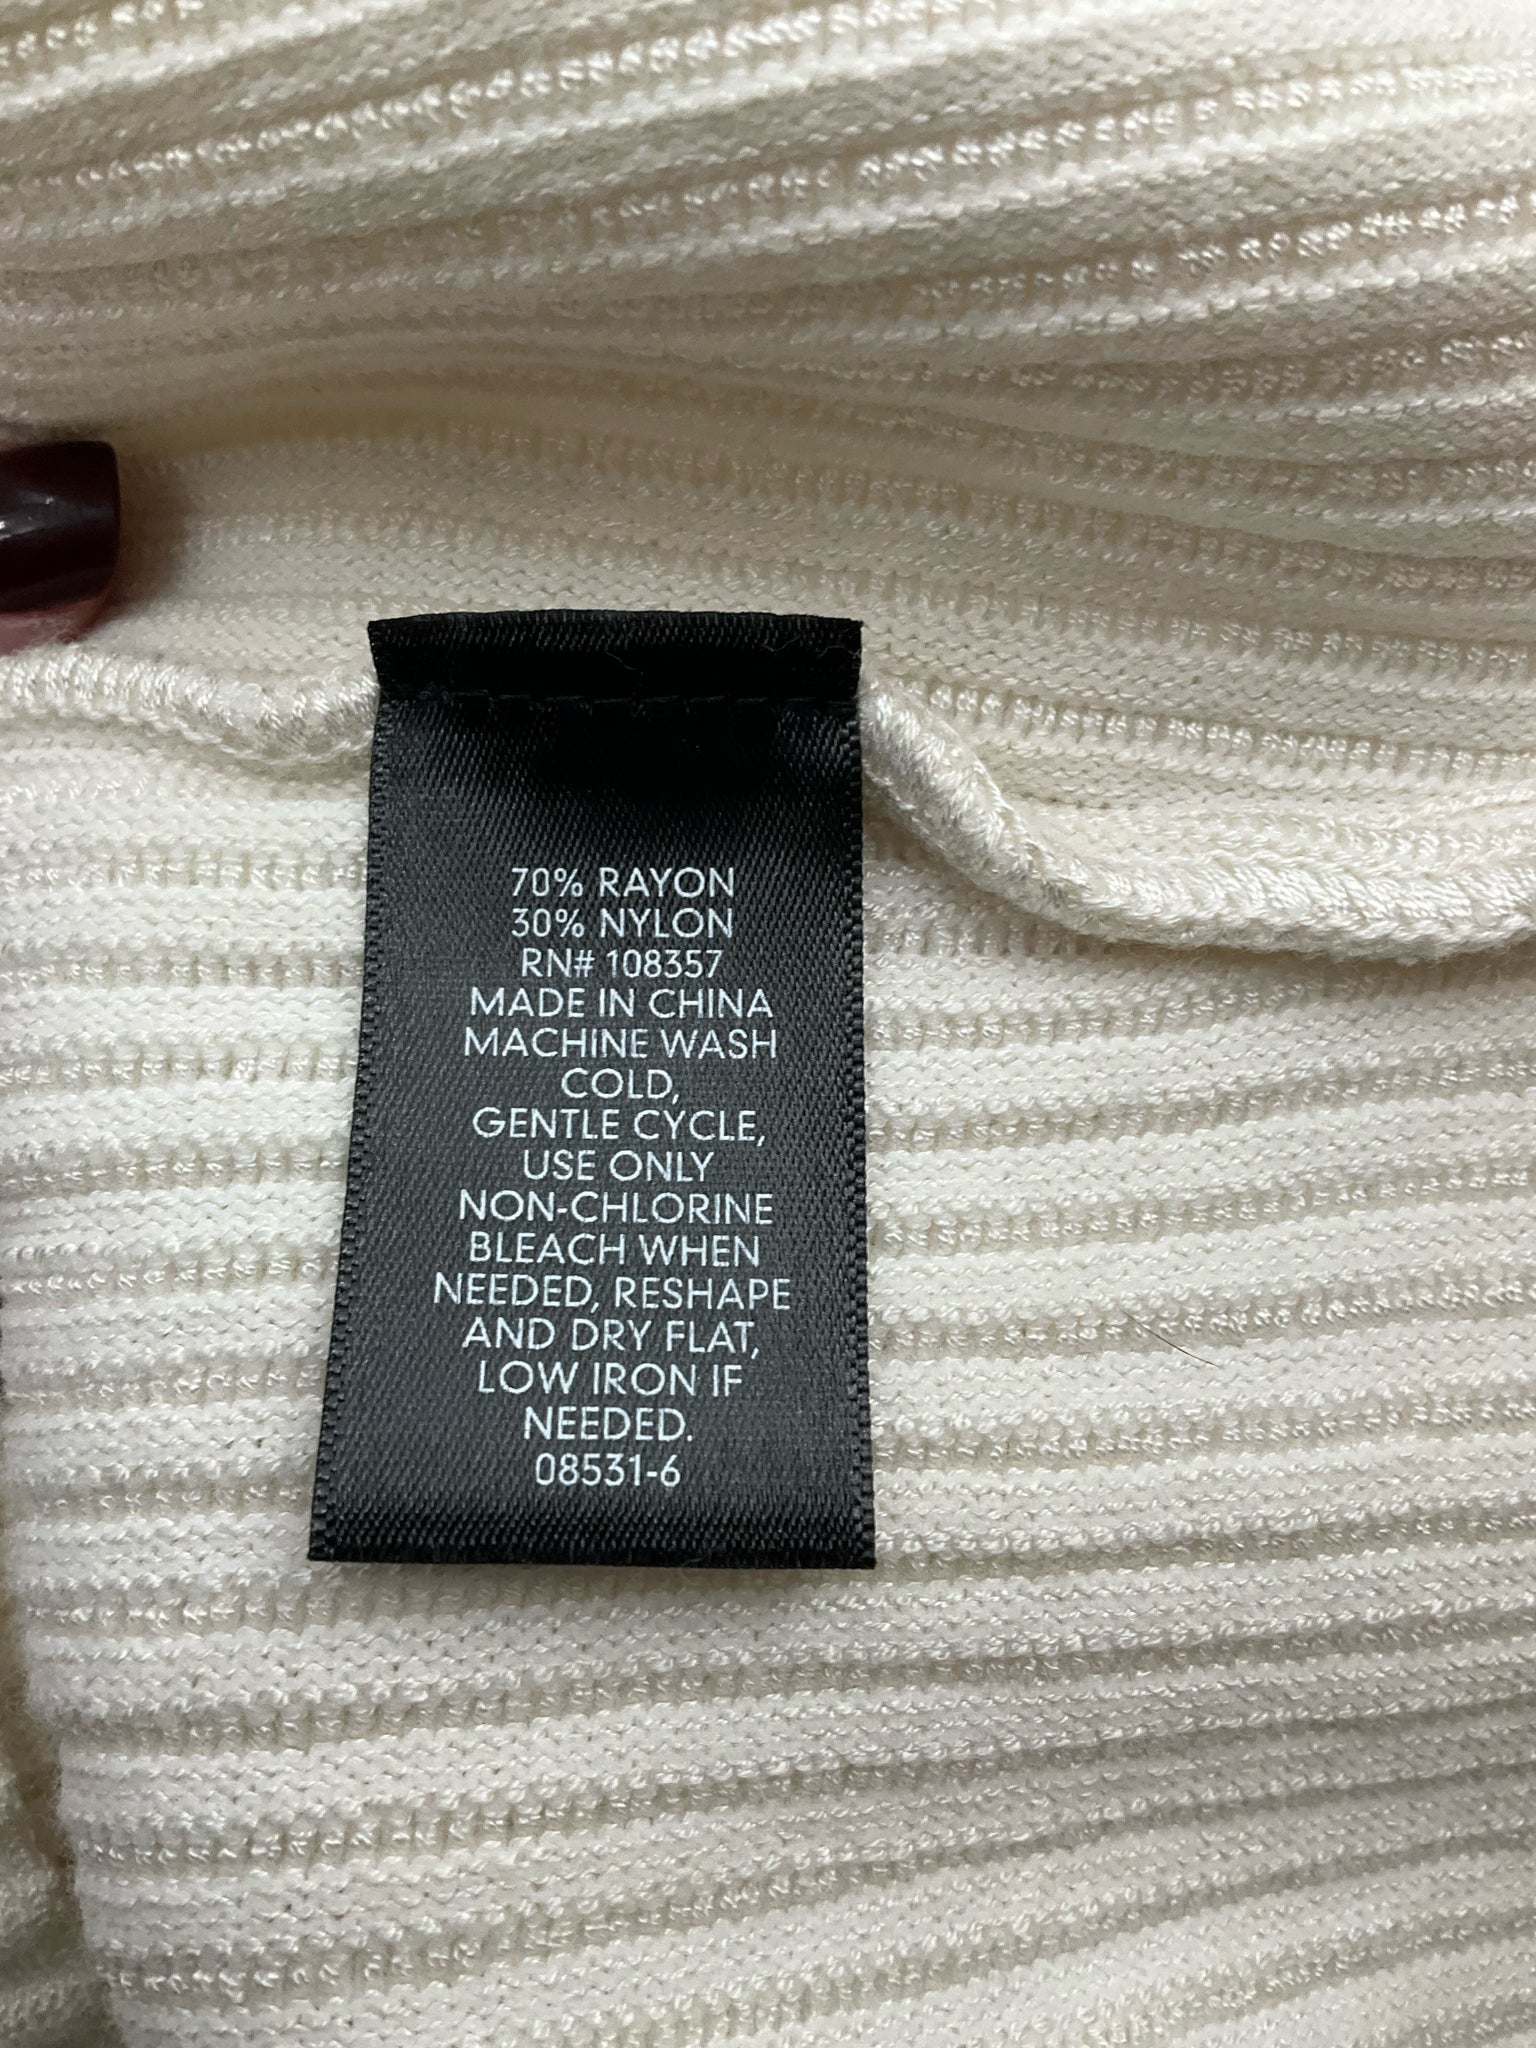 70% RAYON
30% NYLON
RN# 108357
MADE IN CHINA
MACHINE WASH
COLD,
GENTLE CYCLE,
USE ONLY
NON-CHLORINE
BLEACH WHEN
NEEDED, RESHAPE
AND DRY FLAT,
LOW IRON IF
NEEDED.
08531-6